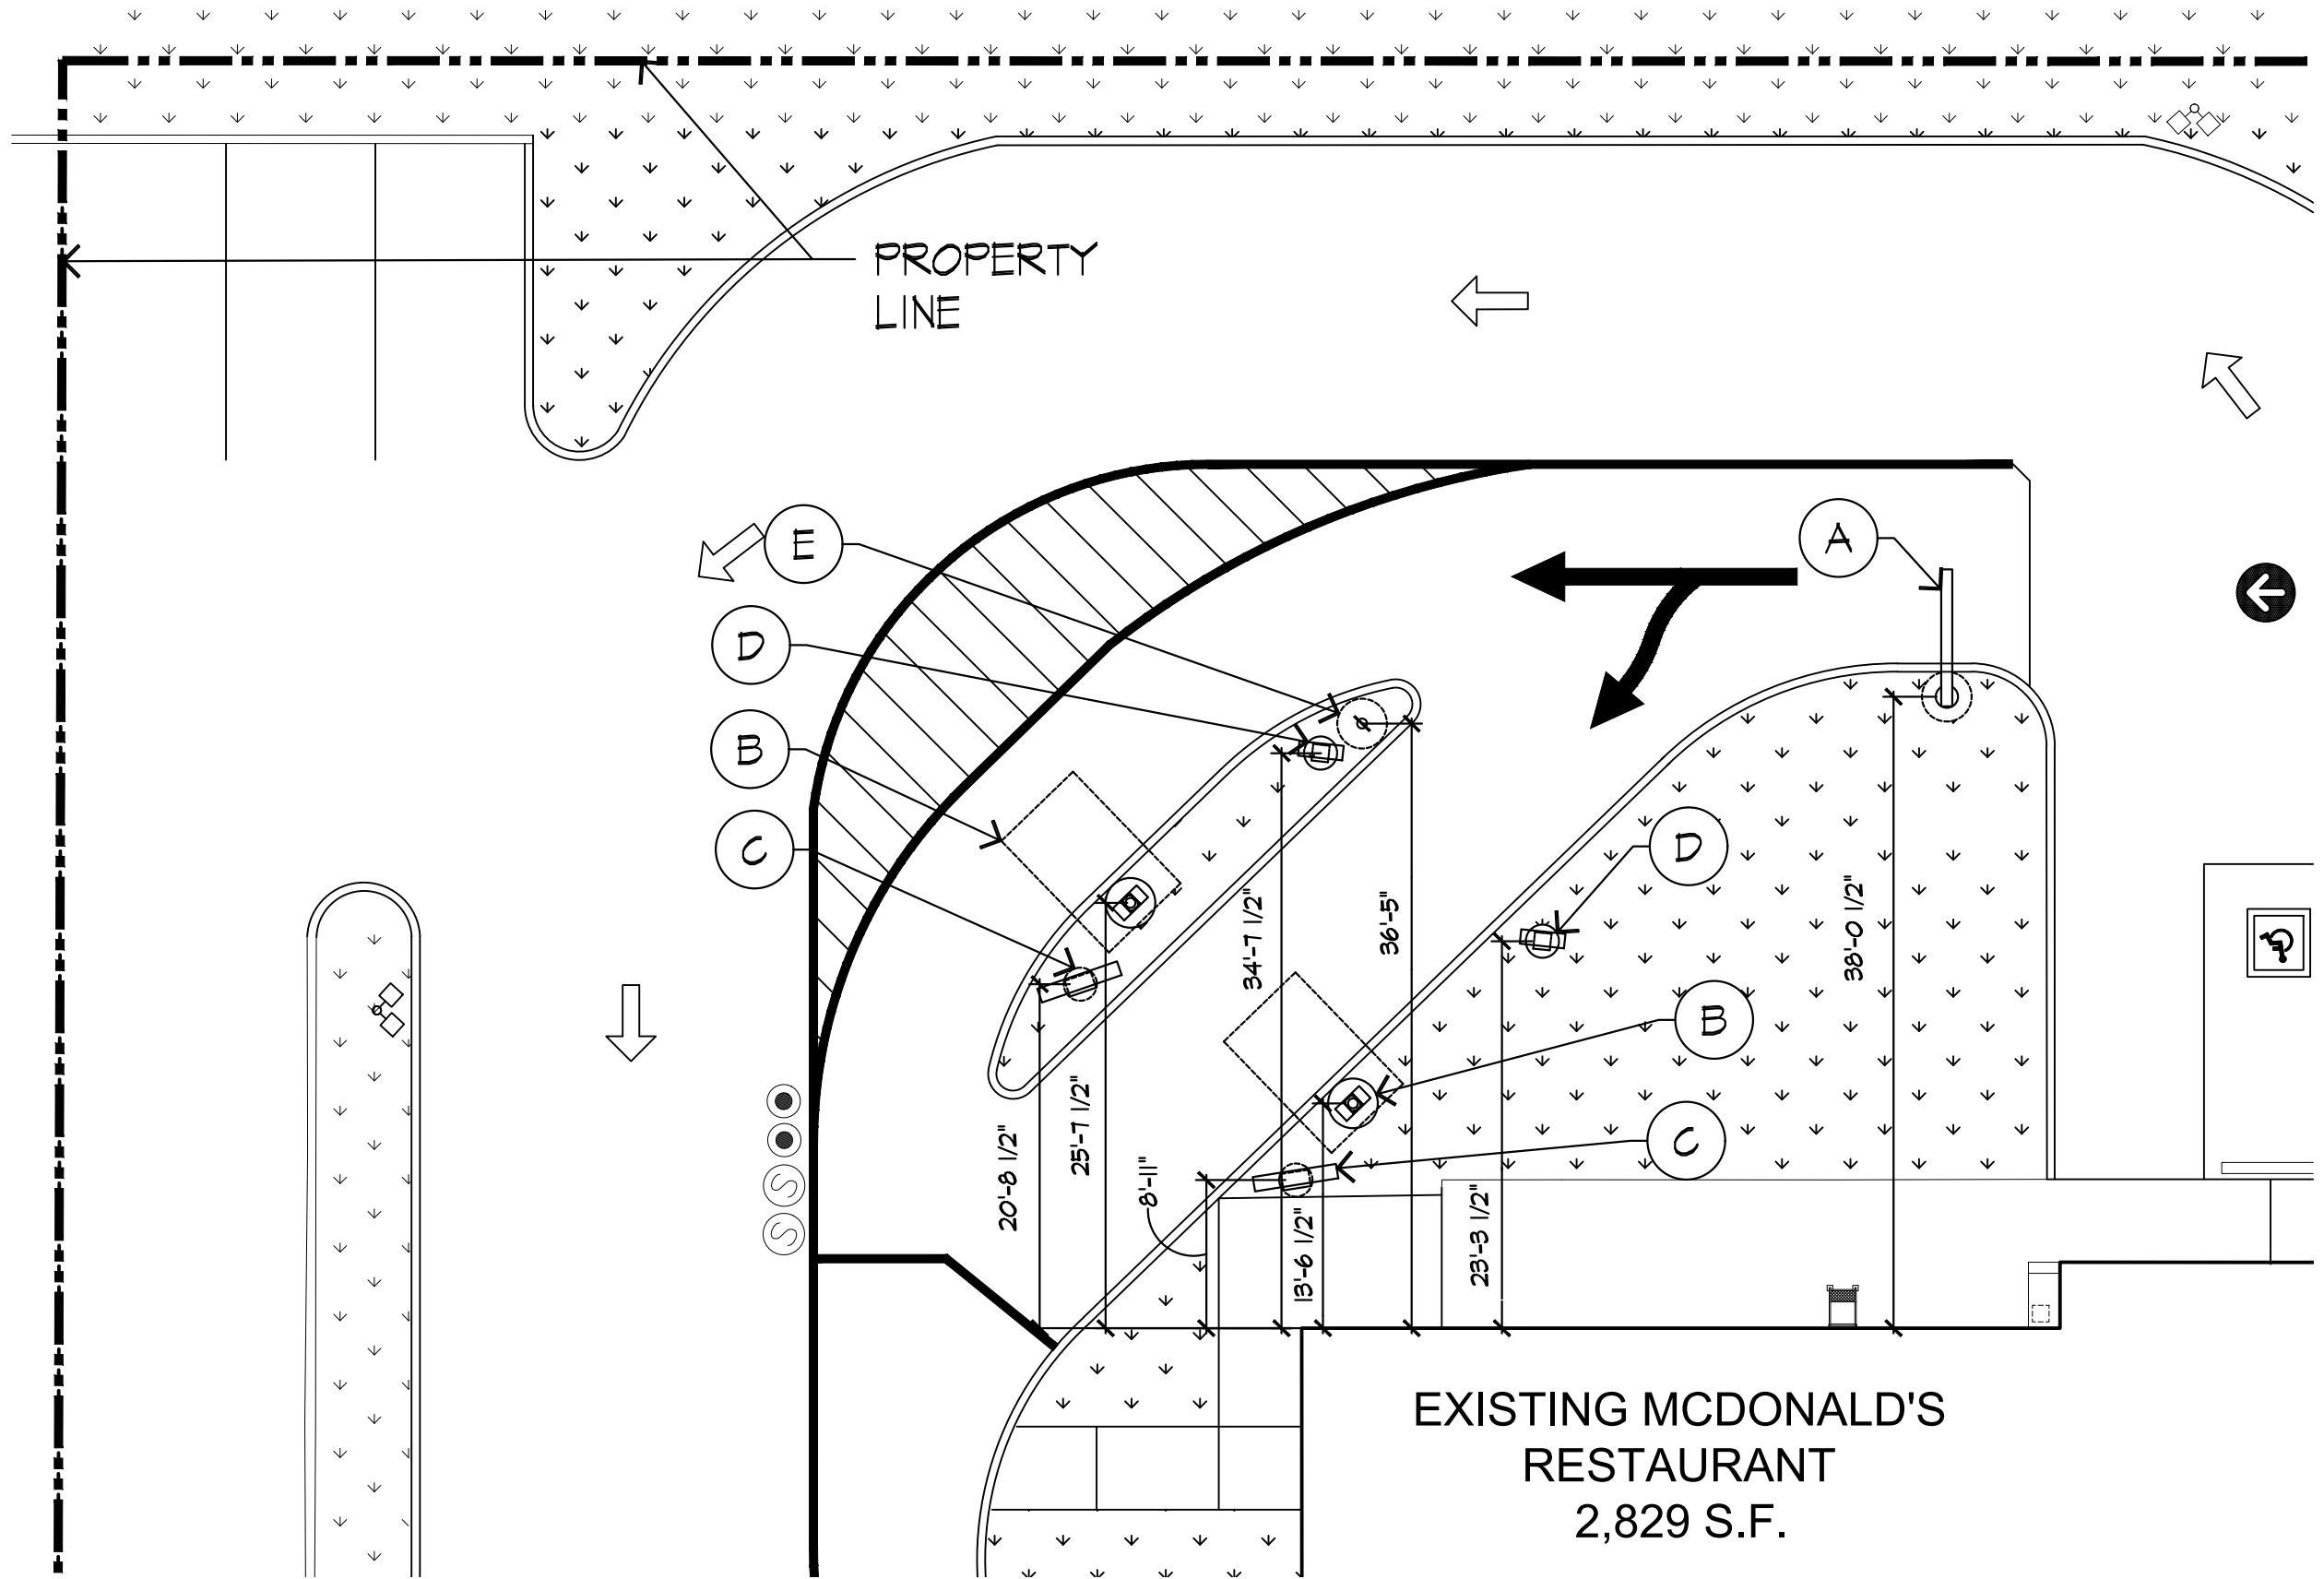 PROPERTY
LINE
E
A
D
B
C
D
B
C
34'-7 1/2"
36'-5"
38'-0 1/2"
20'-8 1/2"
25'-7 1/2"
8'-11"
13'-6 1/2"
23'-3 1/2"
S
S
EXISTING MCDONALD'S
RESTAURANT
2,829 S.F.